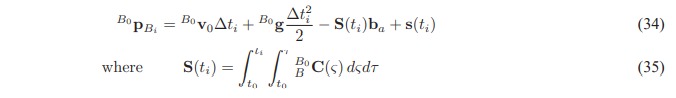 $^{B_0}\mathbf{p}_{B_i} = {}^{B_0}\mathbf{v}_0 \Delta t_i + {}^{B_0}\mathbf{g} \frac{\Delta t_i^2}{2} - \mathbf{S}(t_i)\mathbf{b}_a + \mathbf{s}(t_i)$ (34)
where $\mathbf{S}(t_i) = \int_{t_0}^{t_i} \int_{t_0} {}^{B_0}_{B}\mathbf{C}(\varsigma)\, d\varsigma d\tau$ (35)